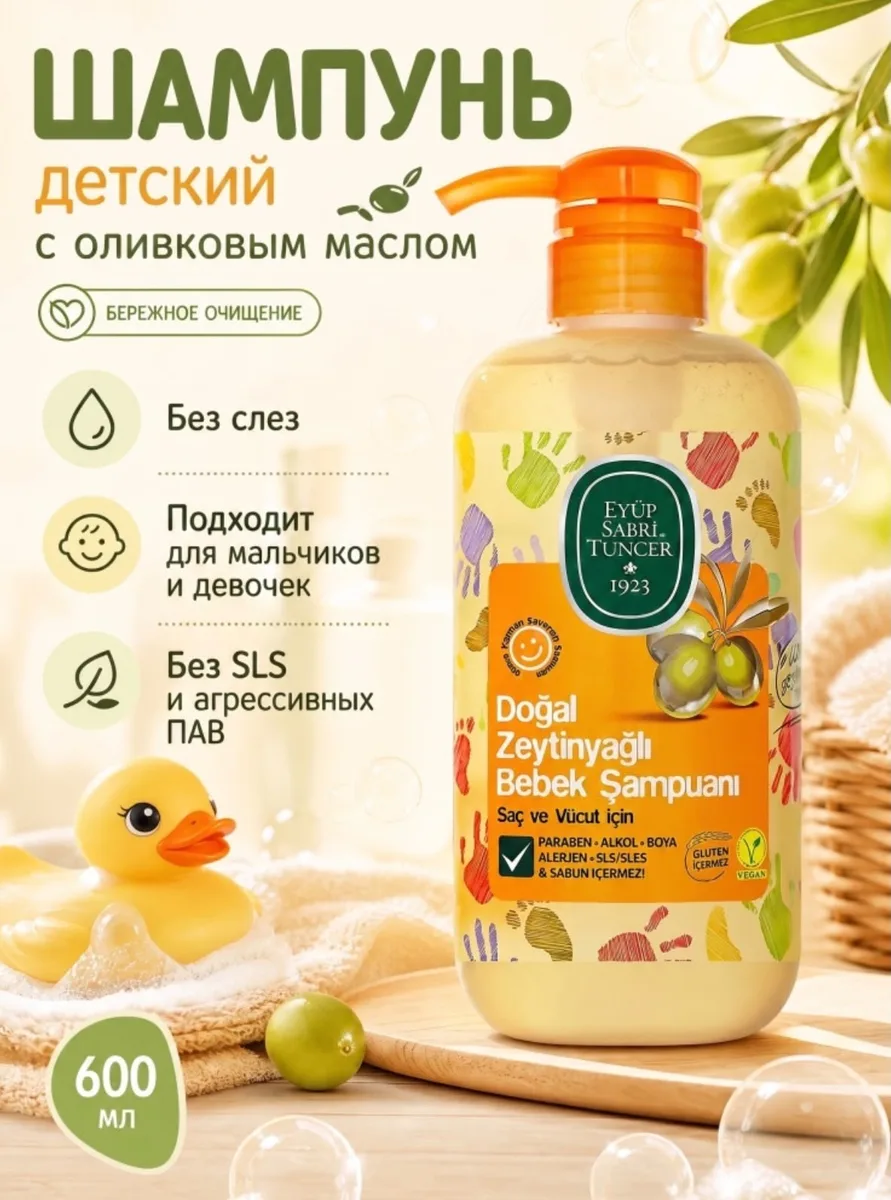 ШАМПУНЬ
детский
с оливковым маслом
БЕРЕЖНОЕ ОЧИЩЕНИЕ
Без слез
Подходит
для мальчиков
и девочек
Без SLS
и агрессивных
ПАВ
600
мл
EYÜP
SABRİ
TUNCER
1923
Doğal
Zeytinyağlı
Bebek Şampuanı
Saç ve Vücut için
PARABEN • ALKOL • BOYA
ALERJEN • SLS/SLES
& SABUN İÇERMEZ!
GLUTEN
İÇERMEZ
VEGAN